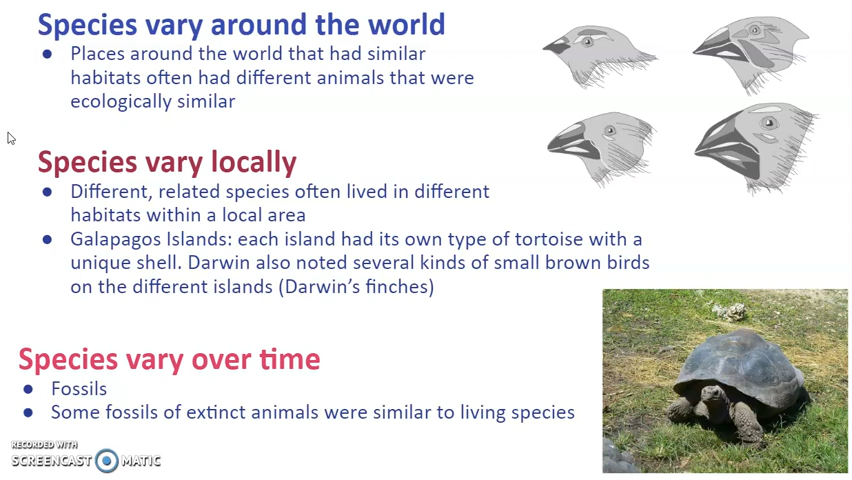 Species vary around the world
● Places around the world that had similar
habitats often had different animals that were
ecologically similar
Species vary locally
● Different, related species often lived in different
habitats within a local area
● Galapagos Islands: each island had its own type of tortoise with a
unique shell. Darwin also noted several kinds of small brown birds
on the different islands (Darwin's finches)
Species vary over time
● Fossils
● Some fossils of extinct animals were similar to living species
RECORDED WITH
SCREENCAST MATIC